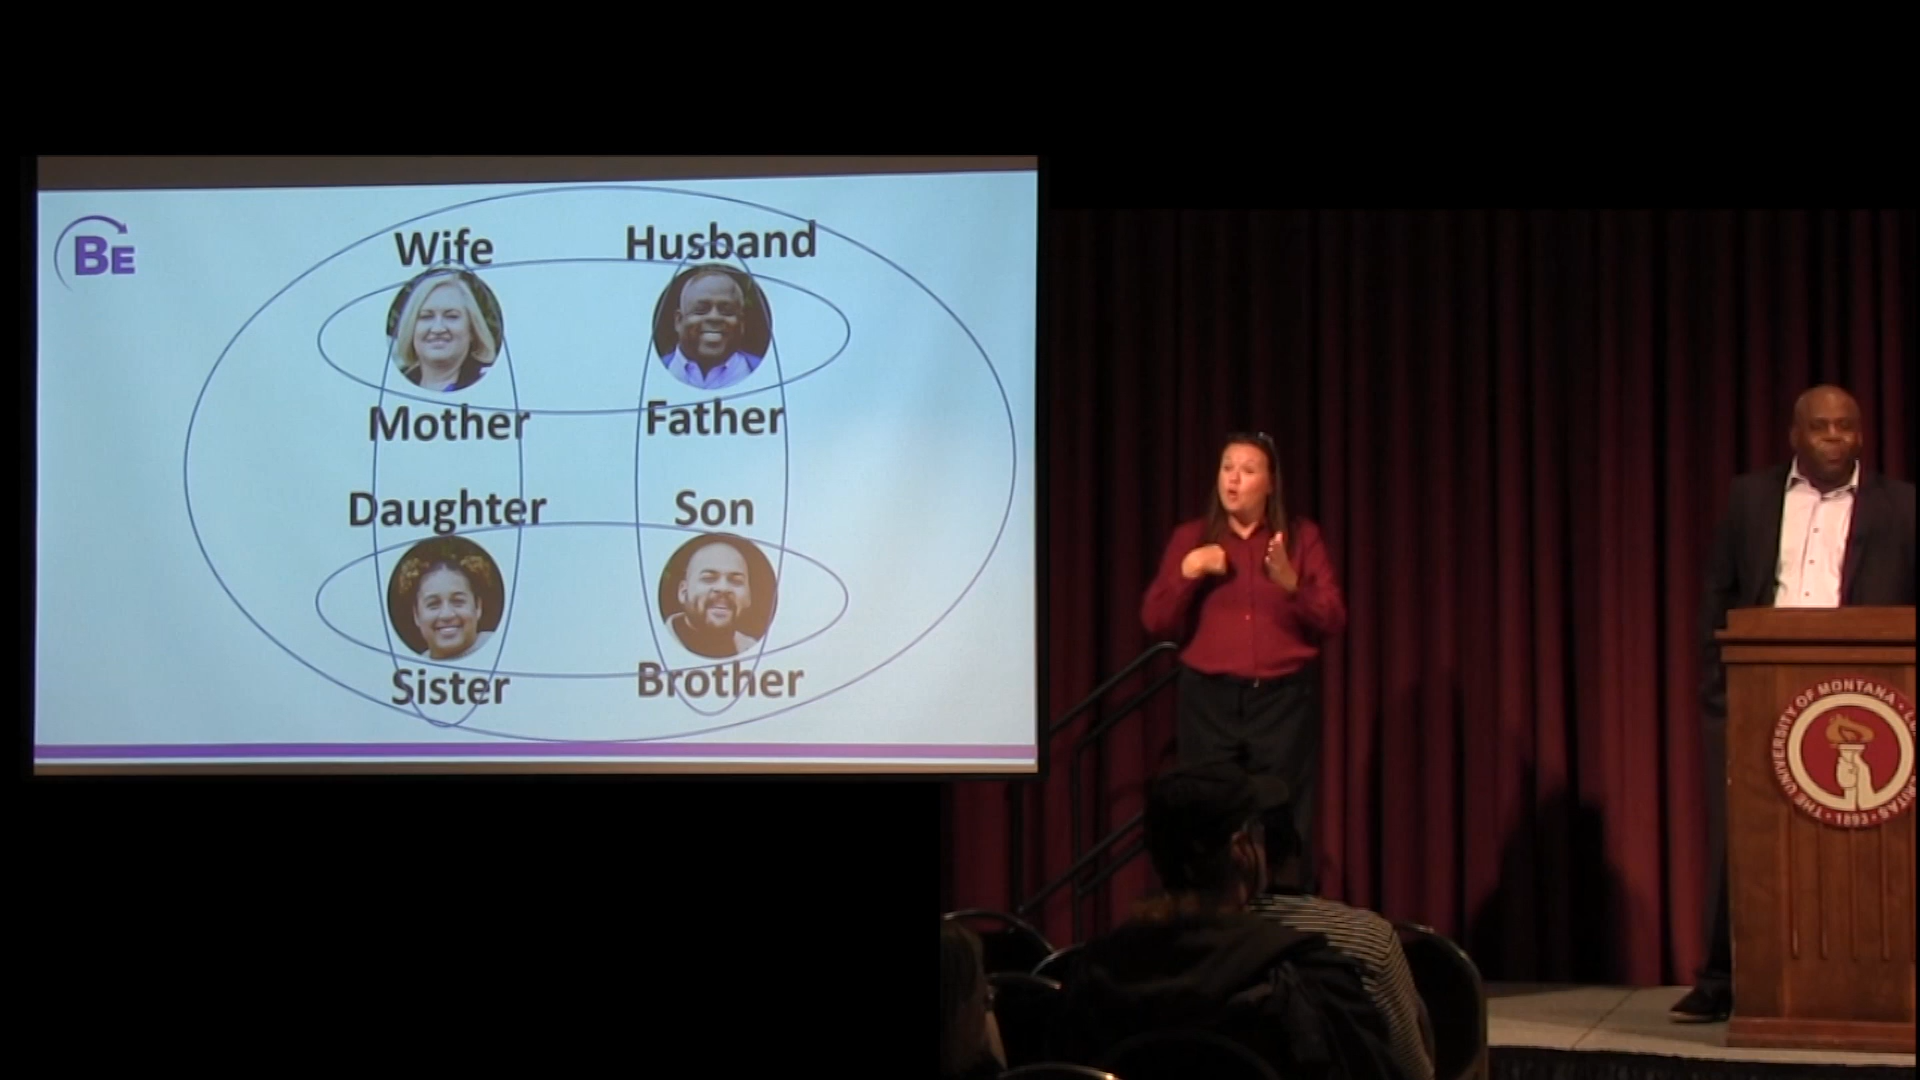 BE
Wife Husband
Mother Father
Daughter Son
Sister Brother
THE UNIVERSITY OF MONTANA
1893